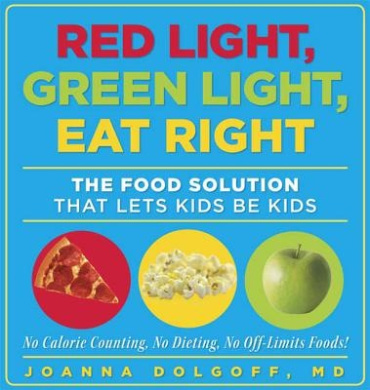 RED LIGHT,
GREEN LIGHT,
EAT RIGHT
THE FOOD SOLUTION
THAT LETS KIDS BE KIDS
No Calorie Counting, No Dieting, No Off-Limits Foods!
JOANNA DOLGOFF, MD